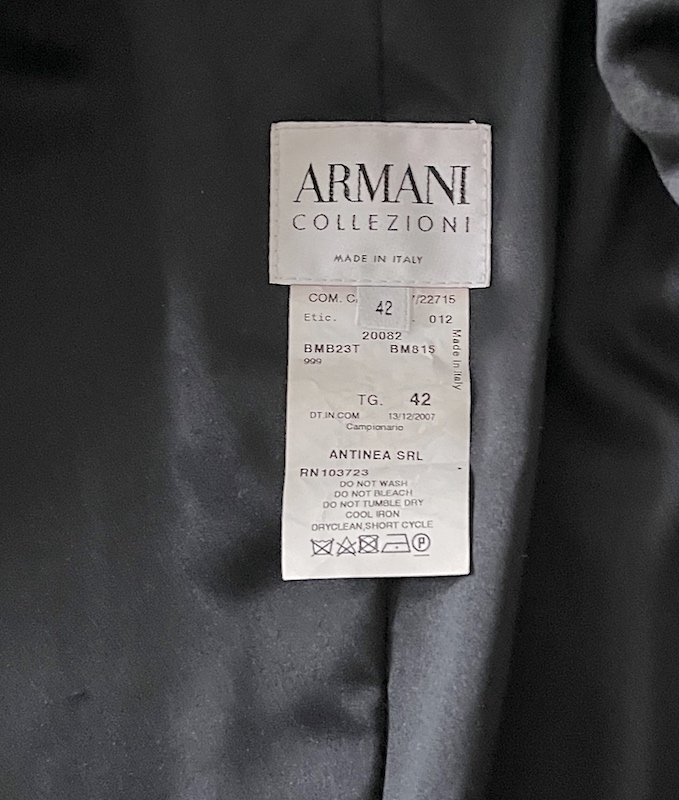 ARMANI
COLLEZIONI
MADE IN ITALY
COM. C. /22715
42
Etic. . 012
20082
BMB23T BM815
999
Made in Italy
TG. 42
DT.IN.COM 13/12/2007
Campionario
ANTINEA SRL
RN103723
DO NOT WASH
DO NOT BLEACH
DO NOT TUMBLE DRY
COOL IRON
DRYCLEAN,SHORT CYCLE
P